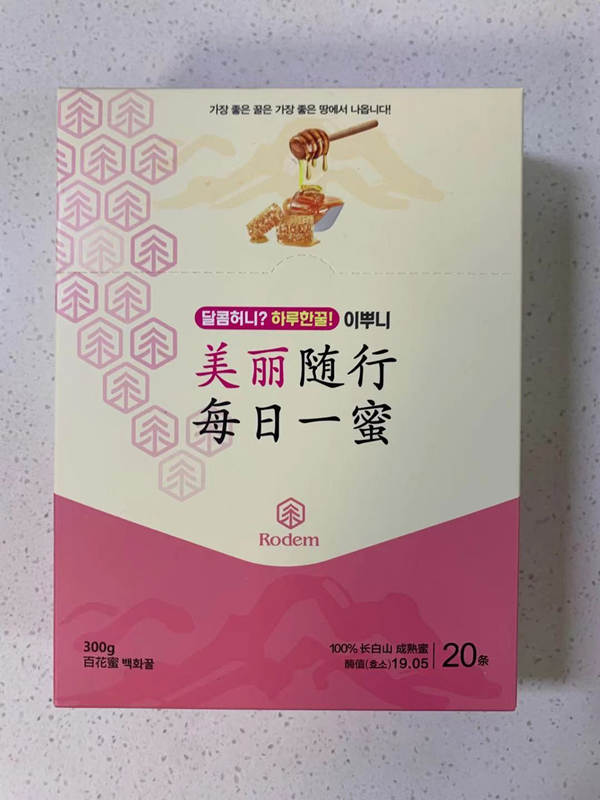 가장 좋은 꿀은 가장 좋은 땅에서 나옵니다!
달콤허니? 하루한꿀! 이뿌니
美丽随行
每日一蜜
Rodem
300g
百花蜜 백화꿀
100% 长白山 成熟蜜
酶值(효소)19.05
20条